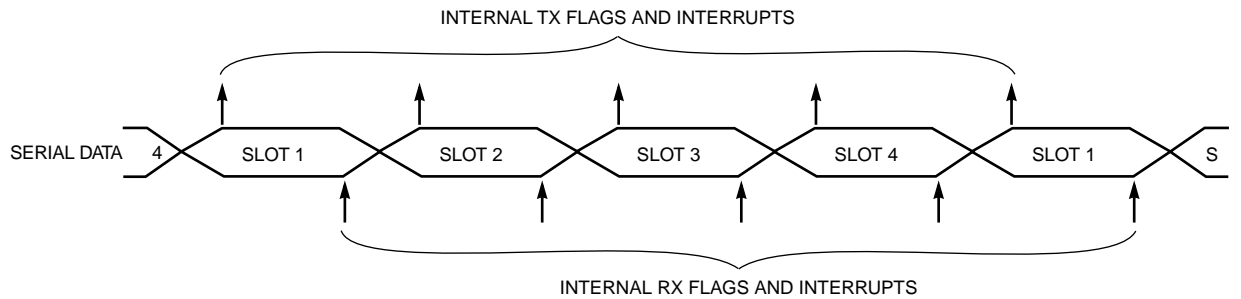 INTERNAL TX FLAGS AND INTERRUPTS
SERIAL DATA 4 SLOT 1 SLOT 2 SLOT 3 SLOT 4 SLOT 1 S
INTERNAL RX FLAGS AND INTERRUPTS